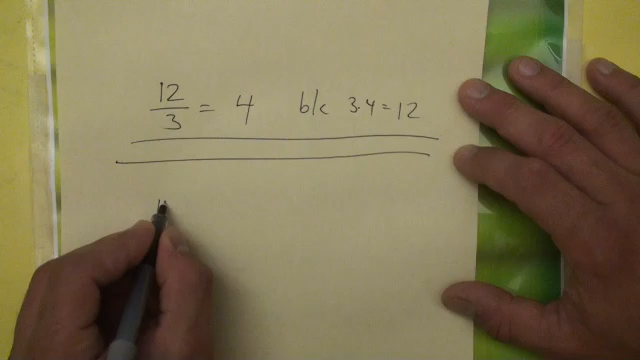 12/3 = 4 b/c 3·4=12